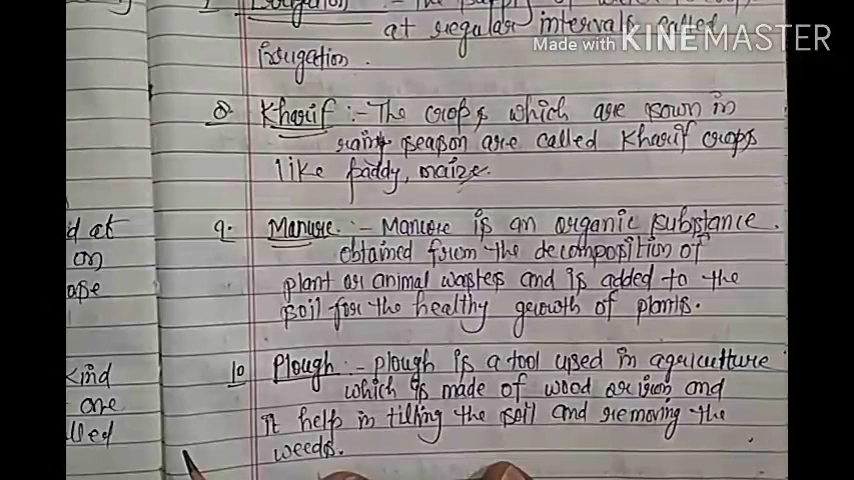 at regular intervals called
Made with KINEMASTER
irrugation.
8. Kharif :- The crops which are sown in
rain season are called Kharif crops
like paddy, maize.
9. Manure :- Manure is an organic substance.
obtained from the decomposition of
plant or animal wastes and is added to the
soil for the healthy growth of plants.
10 Plough :- plough is a tool used in agriculture
which is made of wood or iron and
it help in tilling the soil and removing the
weeds.
d at
on
ape
kind
one
lled